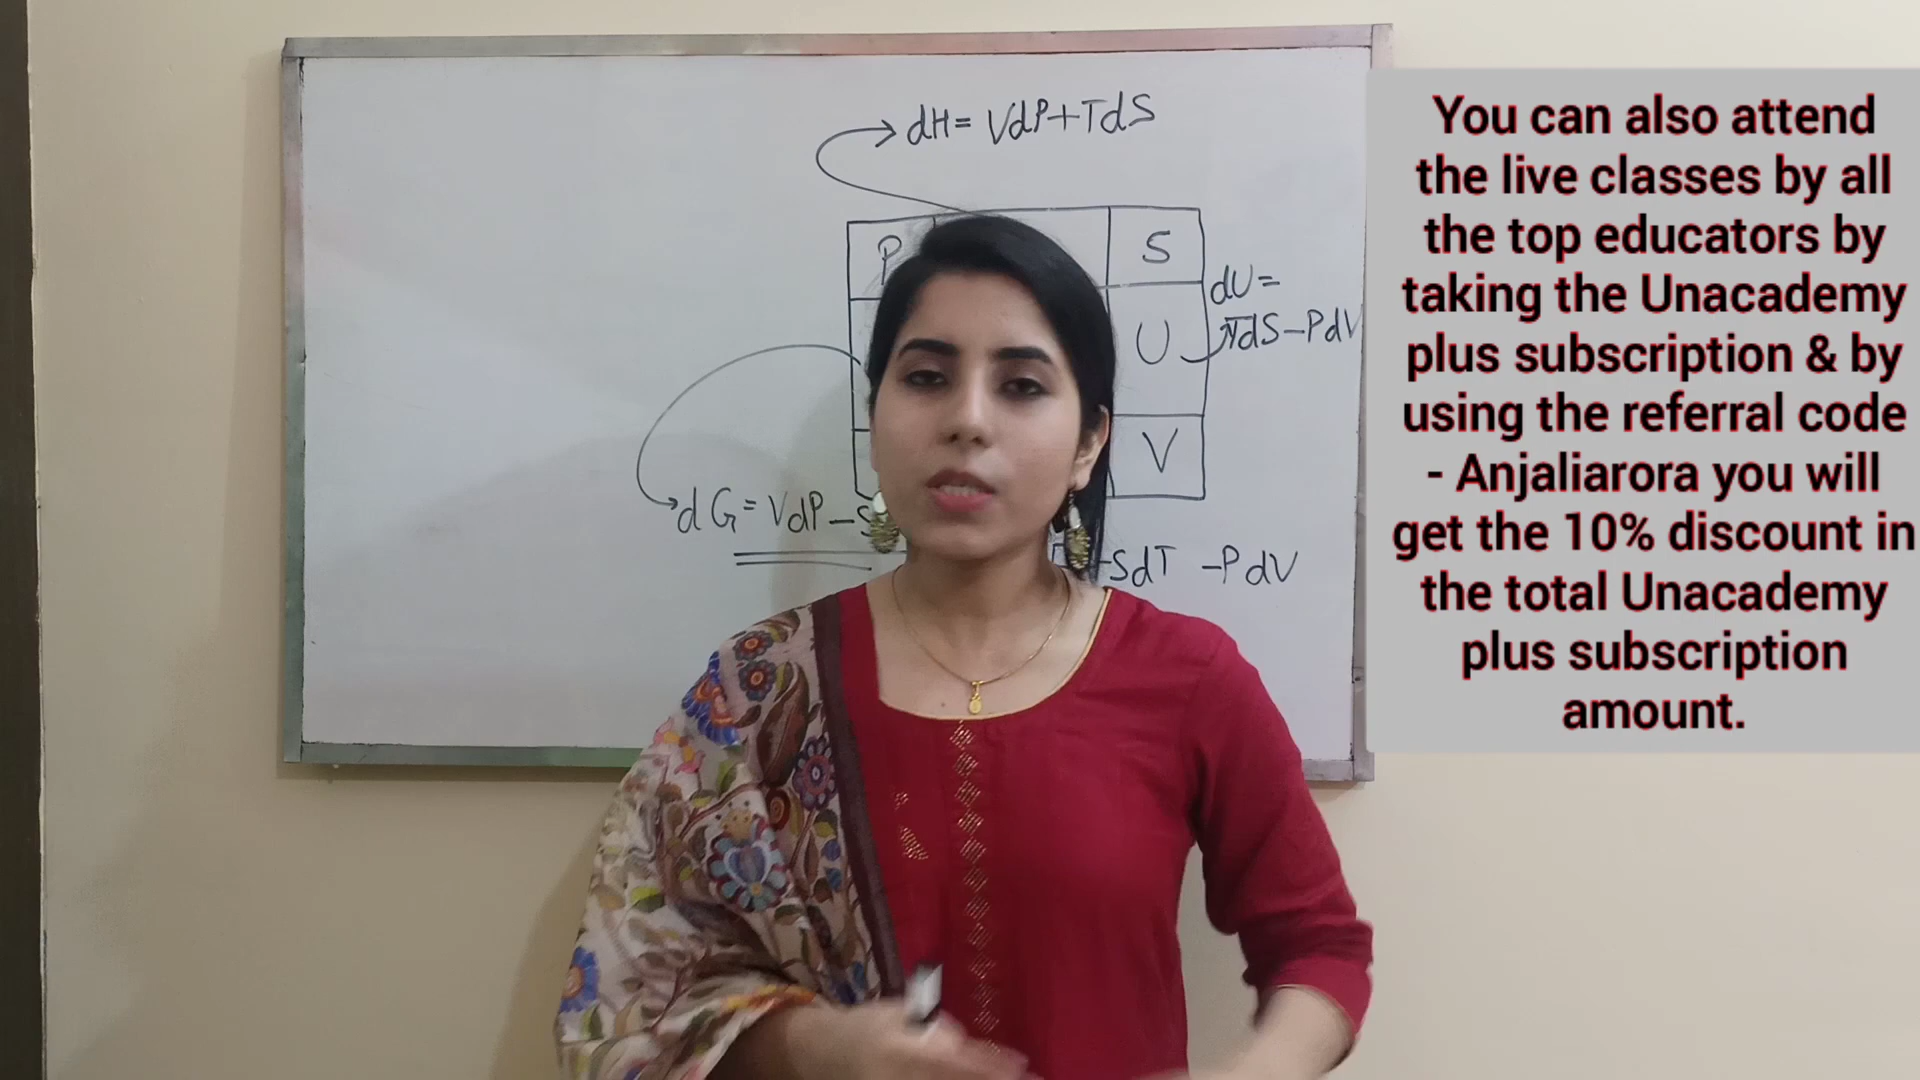 dH= VdP+TdS
P
S
dU=
TdS-PdV
U
V
dG= VdP -S
-SdT -PdV
You can also attend
the live classes by all
the top educators by
taking the Unacademy
plus subscription & by
using the referral code
- Anjaliarora you will
get the 10% discount in
the total Unacademy
plus subscription
amount.